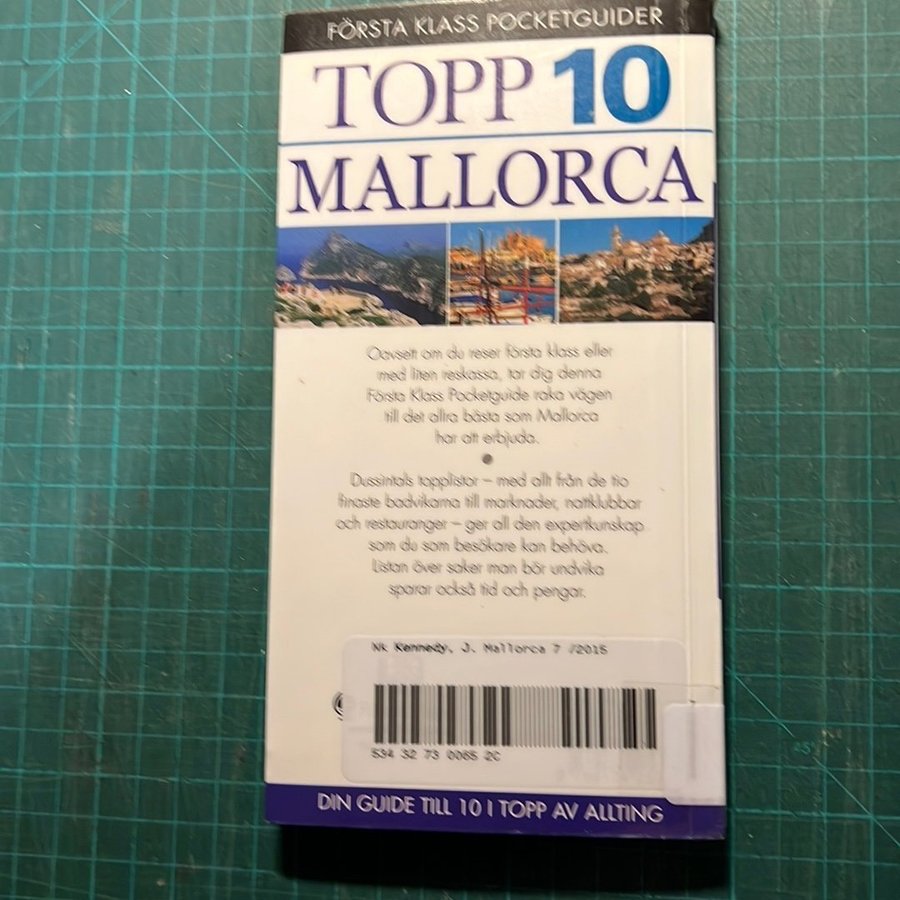 FÖRSTA KLASS POCKETGUIDER
TOPP 10
MALLORCA
Oavsett om du reser första klass eller
med liten reskassa, tar dig denna
Första Klass Pocketguide raka vägen
till det allra bästa som Mallorca
har att erbjuda.
Dussintals topplistor – med allt från de tio
finaste badvikarna till marknader, nattklubbar
och restauranger – ger all den expertkunskap
som du som besökare kan behöva.
Listan över saker man bör undvika
sparar också tid och pengar.
Nk Kennedy, J. Mallorca 7 /2015
534 32 73 0065 2C
DIN GUIDE TILL 10 I TOPP AV ALLTING
45°